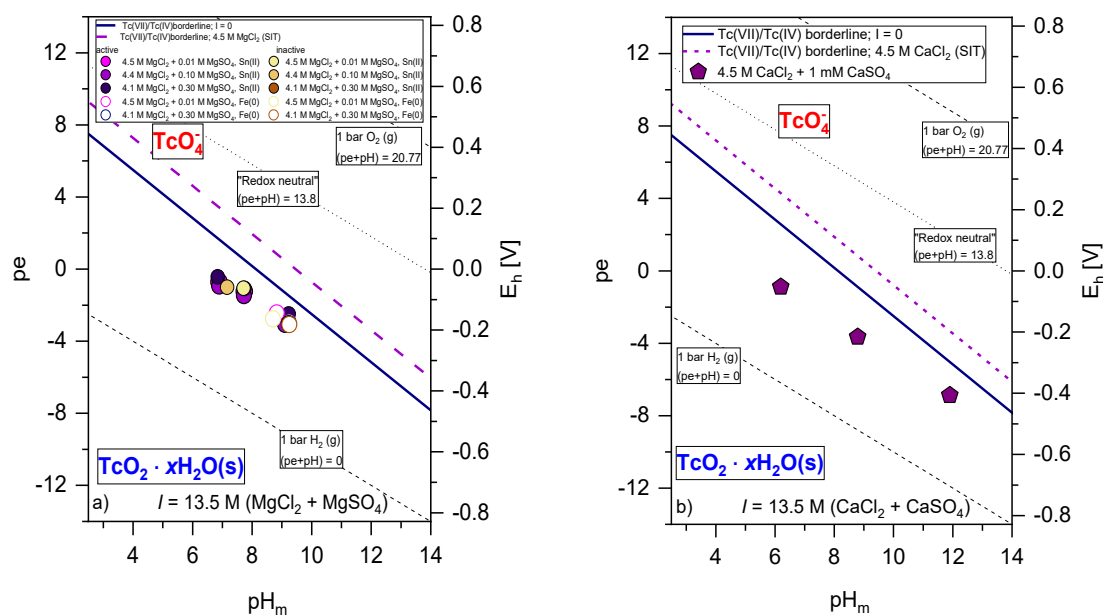 Tc(VII)/Tc(IV)borderline; I = 0
Tc(VII)/Tc(IV)borderline; 4.5 M MgCl₂ (SIT)
active inactive
4.5 M MgCl₂ + 0.01 M MgSO₄, Sn(II) 4.5 M MgCl₂ + 0.01 M MgSO₄, Sn(II)
4.4 M MgCl₂ + 0.10 M MgSO₄, Sn(II) 4.4 M MgCl₂ + 0.10 M MgSO₄, Sn(II)
4.1 M MgCl₂ + 0.30 M MgSO₄, Sn(II) 4.1 M MgCl₂ + 0.30 M MgSO₄, Sn(II)
4.5 M MgCl₂ + 0.01 M MgSO₄, Fe(0) 4.5 M MgCl₂ + 0.01 M MgSO₄, Fe(0)
4.1 M MgCl₂ + 0.30 M MgSO₄, Fe(0) 4.1 M MgCl₂ + 0.30 M MgSO₄, Fe(0)
TcO₄⁻
1 bar O₂ (g)
(pe+pH) = 20.77
"Redox neutral"
(pe+pH) = 13.8
1 bar H₂ (g)
(pe+pH) = 0
TcO₂ · xH₂O(s)
a) I = 13.5 M (MgCl₂ + MgSO₄)
12
8
4
0
-4
-8
-12
pe
4 6 8 10 12 14
pHₘ
0.8
0.6
0.4
0.2
0.0
-0.2
-0.4
-0.6
-0.8
Eₕ [V]
Tc(VII)/Tc(IV) borderline; I = 0
Tc(VII)/Tc(IV) borderline; 4.5 M CaCl₂ (SIT)
4.5 M CaCl₂ + 1 mM CaSO₄
TcO₄⁻
1 bar O₂ (g)
(pe+pH) = 20.77
"Redox neutral"
(pe+pH) = 13.8
1 bar H₂ (g)
(pe+pH) = 0
TcO₂ · xH₂O(s)
b) I = 13.5 M (CaCl₂ + CaSO₄)
12
8
4
0
-4
-8
-12
pe
4 6 8 10 12 14
pHₘ
0.8
0.6
0.4
0.2
0.0
-0.2
-0.4
-0.6
-0.8
Eₕ [V]